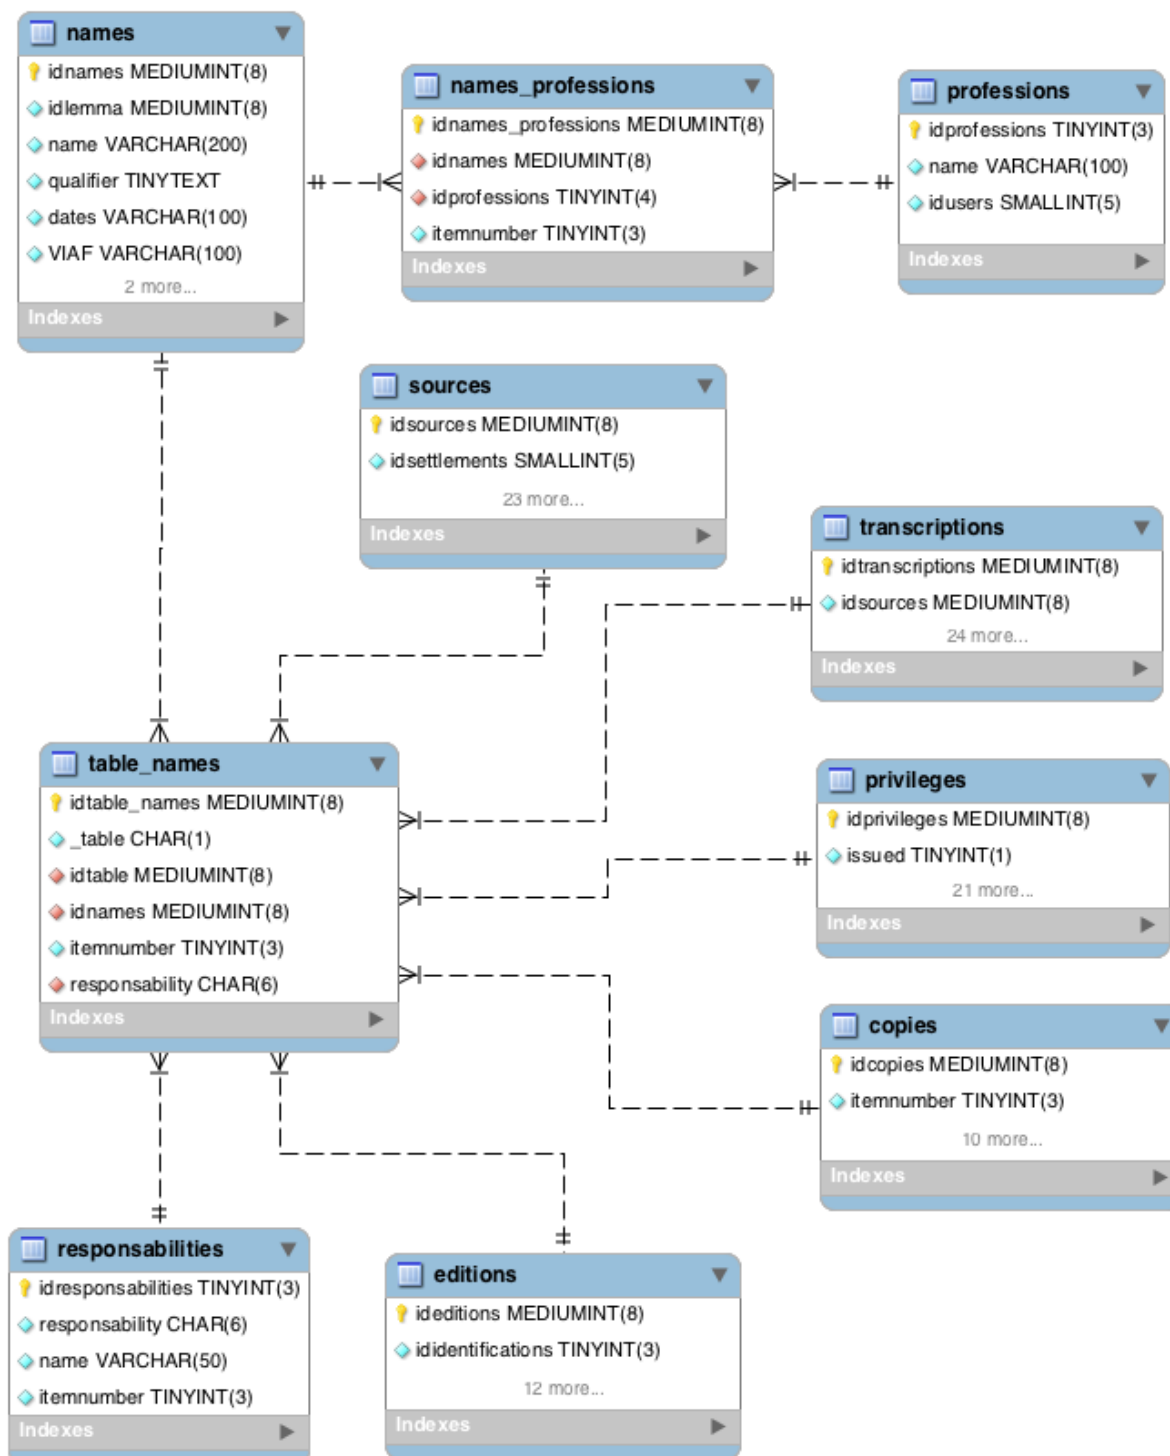 names
idnames MEDIUMINT(8)
idlemma MEDIUMINT(8)
name VARCHAR(200)
qualifier TINYTEXT
dates VARCHAR(100)
VIAF VARCHAR(100)
2 more...
Indexes
names_professions
idnames_professions MEDIUMINT(8)
idnames MEDIUMINT(8)
idprofessions TINYINT(4)
itemnumber TINYINT(3)
Indexes
professions
idprofessions TINYINT(3)
name VARCHAR(100)
idusers SMALLINT(5)
Indexes
sources
idsources MEDIUMINT(8)
idsettlements SMALLINT(5)
23 more...
Indexes
transcriptions
idtranscriptions MEDIUMINT(8)
idsources MEDIUMINT(8)
24 more...
Indexes
table_names
idtable_names MEDIUMINT(8)
_table CHAR(1)
idtable MEDIUMINT(8)
idnames MEDIUMINT(8)
itemnumber TINYINT(3)
responsability CHAR(6)
Indexes
privileges
idprivileges MEDIUMINT(8)
issued TINYINT(1)
21 more...
Indexes
copies
idcopies MEDIUMINT(8)
itemnumber TINYINT(3)
10 more...
Indexes
responsabilities
idresponsabilities TINYINT(3)
responsability CHAR(6)
name VARCHAR(50)
itemnumber TINYINT(3)
Indexes
editions
ideditions MEDIUMINT(8)
ididentifications TINYINT(3)
12 more...
Indexes